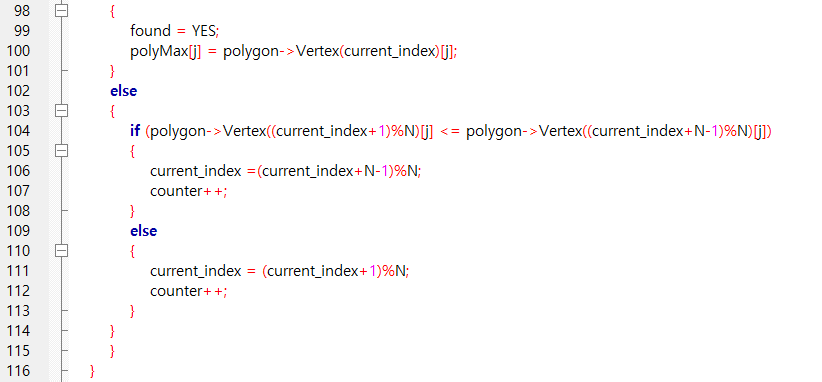 98 {
99 found = YES;
100 polyMax[j] = polygon->Vertex(current_index)[j];
101 }
102 else
103 {
104 if (polygon->Vertex((current_index+1)%N)[j] <= polygon->Vertex((current_index+N-1)%N)[j])
105 {
106 current_index =(current_index+N-1)%N;
107 counter++;
108 }
109 else
110 {
111 current_index = (current_index+1)%N;
112 counter++;
113 }
114 }
115 }
116 }